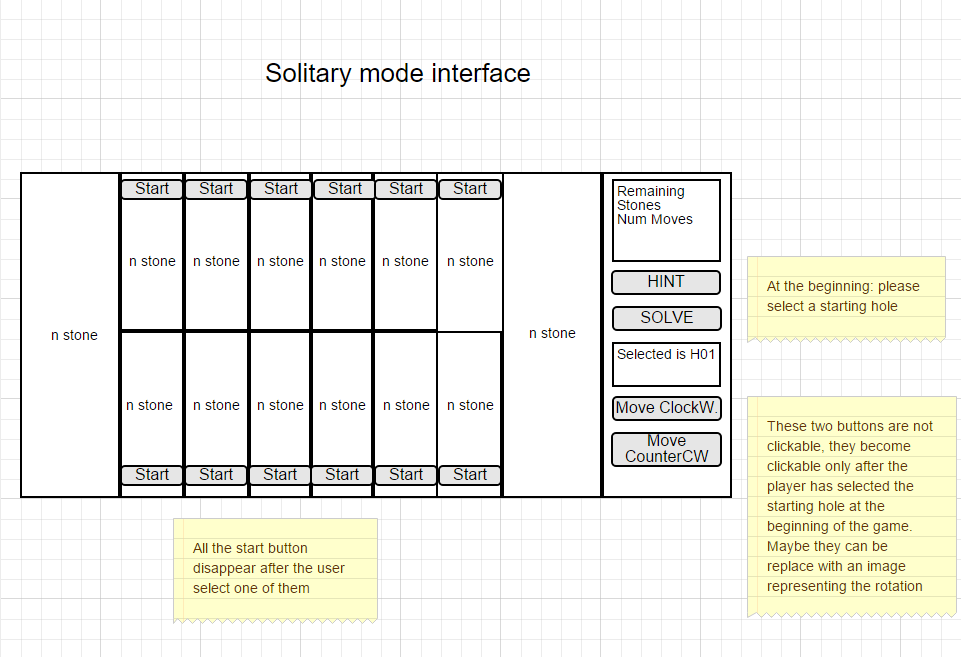 Solitary mode interface
Start Start Start Start Start Start
n stone n stone n stone n stone n stone n stone
n stone
n stone
n stone n stone n stone n stone n stone n stone
Start Start Start Start Start Start
Remaining
Stones
Num Moves
HINT
SOLVE
Selected is H01
Move ClockW.
Move
CounterCW
At the beginning: please
select a starting hole
These two buttons are not
clickable, they become
clickable only after the
player has selected the
starting hole at the
beginning of the game.
Maybe they can be
replace with an image
representing the rotation
All the start button
disappear after the user
select one of them